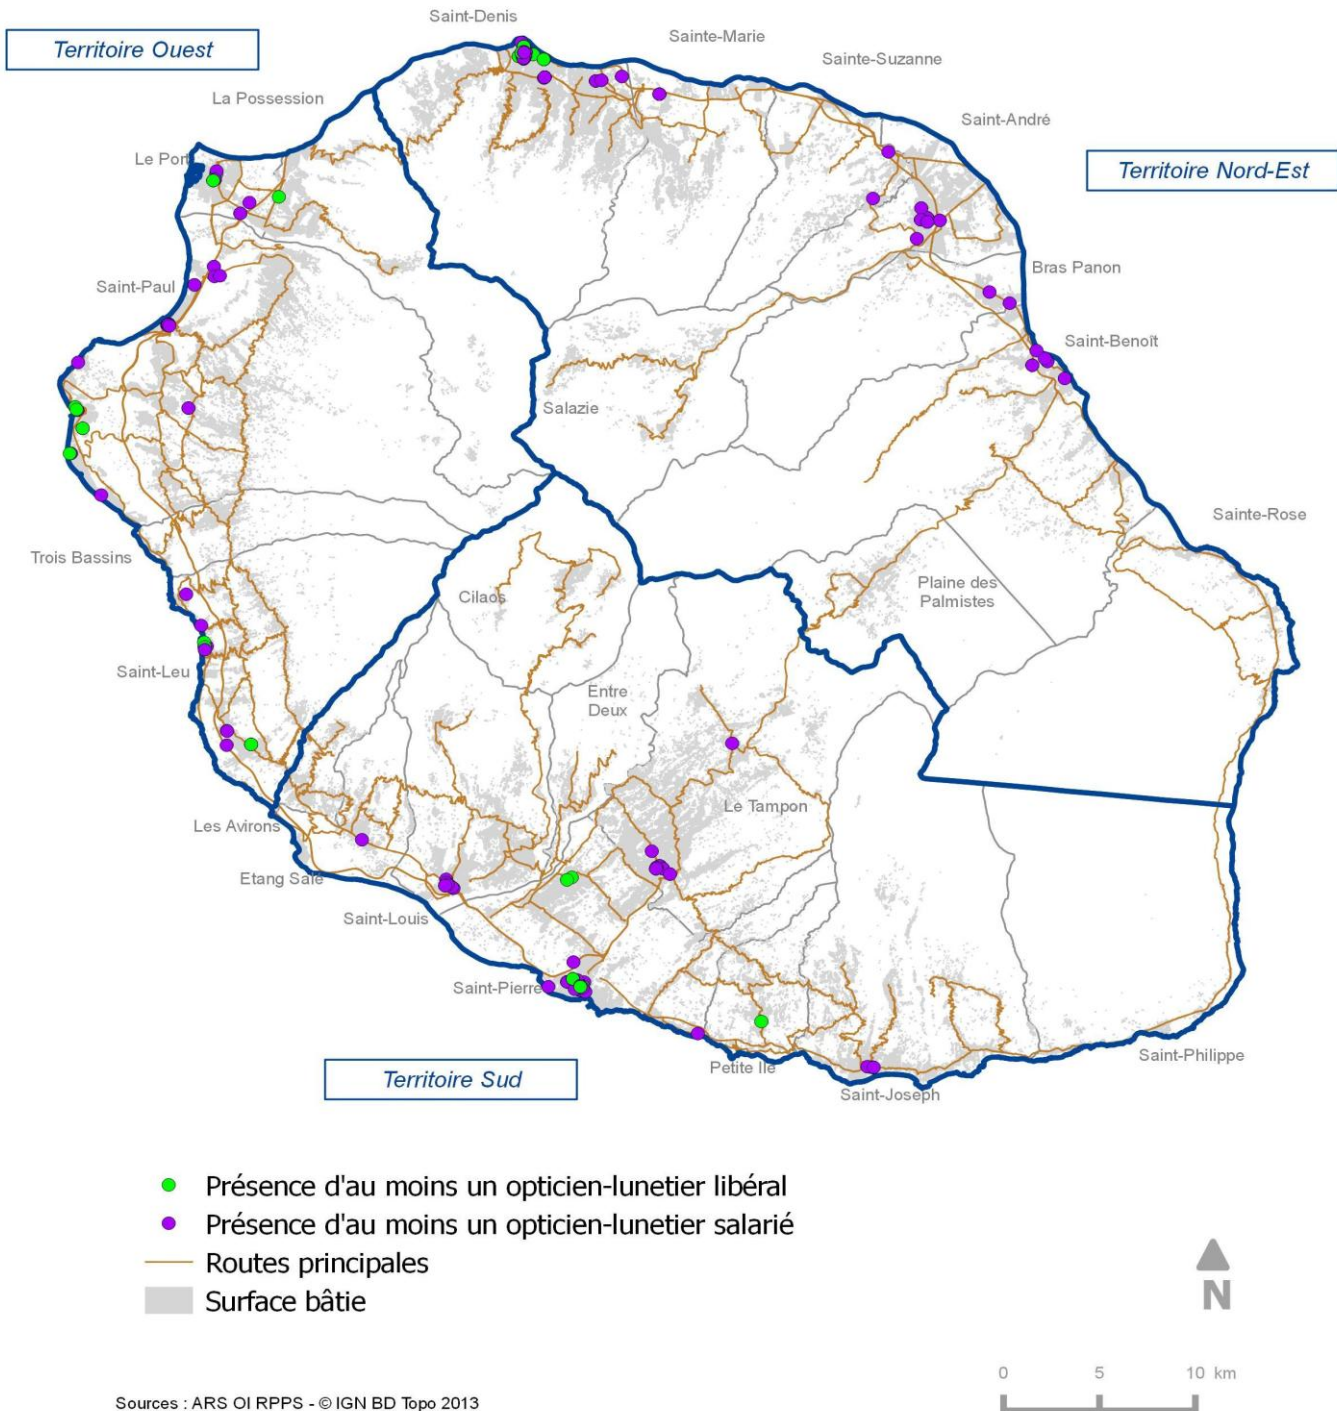 Saint-Denis
Territoire Ouest
Sainte-Marie
Sainte-Suzanne
La Possession
Saint-André
Le Port
Territoire Nord-Est
Bras Panon
Saint-Paul
Saint-Benoît
Salazie
Sainte-Rose
Trois Bassins
Plaine des
Palmistes
Cilaos
Saint-Leu
Entre
Deux
Le Tampon
Les Avirons
Etang Salé
Saint-Louis
Saint-Pierre
Saint-Philippe
Petite Ile
Territoire Sud
Saint-Joseph
Présence d'au moins un opticien-lunetier libéral
Présence d'au moins un opticien-lunetier salarié
Routes principales
Surface bâtie
N
0 5 10 km
Sources : ARS OI RPPS - © IGN BD Topo 2013